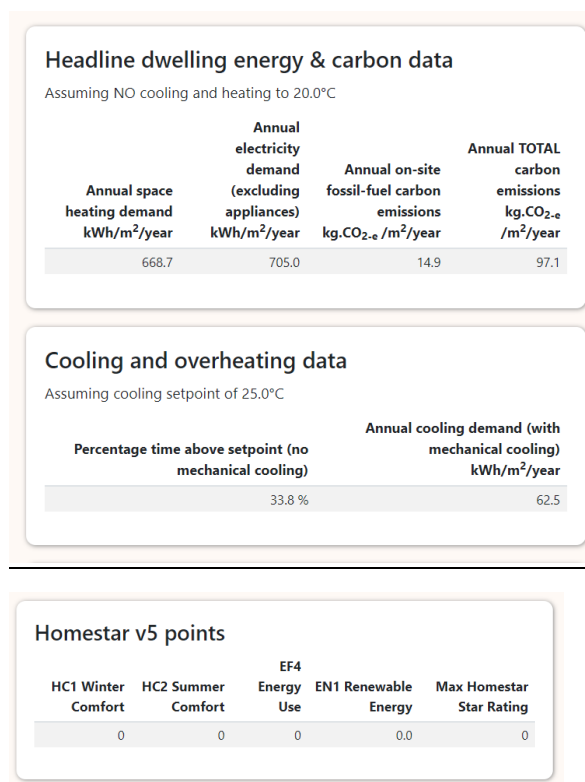 Headline dwelling energy & carbon data
Assuming NO cooling and heating to 20.0°C
Annual space heating demand kWh/m²/year
Annual electricity demand (excluding appliances) kWh/m²/year
Annual on-site fossil-fuel carbon emissions kg.CO₂₋ₑ /m²/year
Annual TOTAL carbon emissions kg.CO₂₋ₑ /m²/year
668.7 705.0 14.9 97.1
Cooling and overheating data
Assuming cooling setpoint of 25.0°C
Percentage time above setpoint (no mechanical cooling)
Annual cooling demand (with mechanical cooling) kWh/m²/year
33.8 % 62.5
Homestar v5 points
HC1 Winter Comfort
HC2 Summer Comfort
EF4 Energy Use
EN1 Renewable Energy
Max Homestar Star Rating
0 0 0 0.0 0